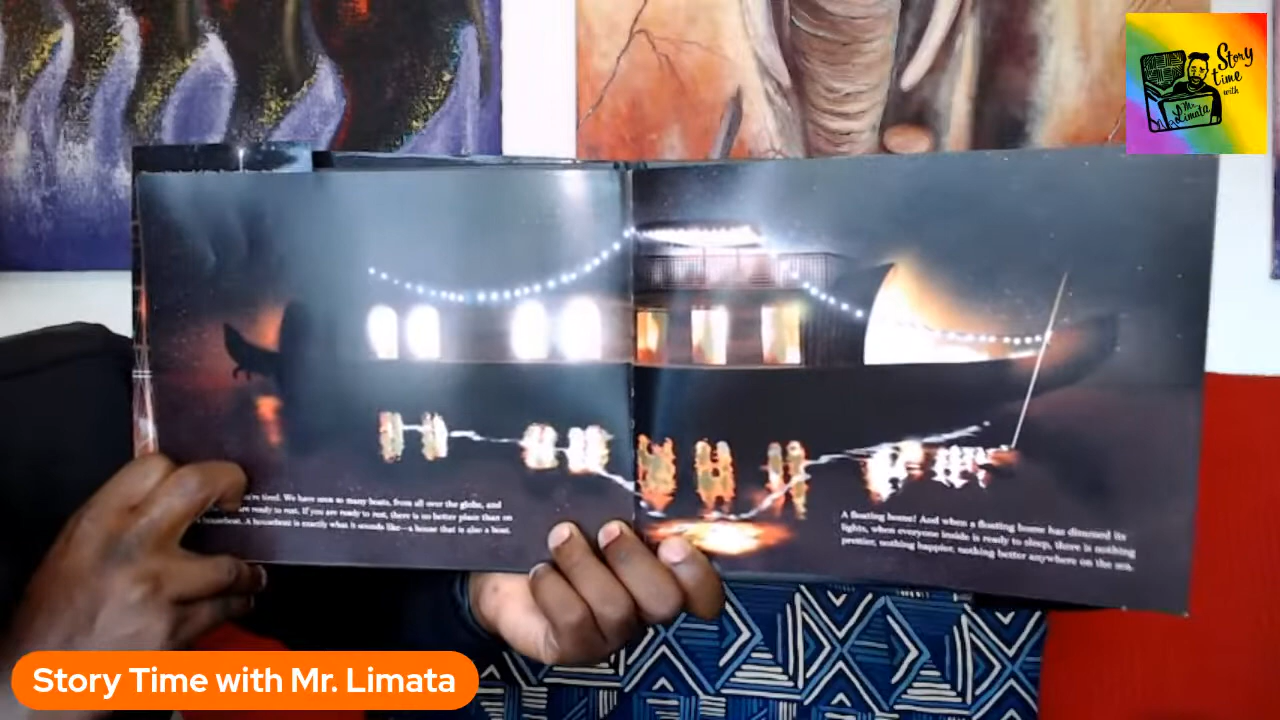 Story
time
with
Mr.
Limata
're tired. We have seen so many boats, from all over the globe, and
are ready to rest. If you are ready to rest, there is no better place than on
houseboat. A houseboat is exactly what it sounds like—a house that is also a boat.
A floating home! And when a floating home has dimmed its
lights, when everyone inside is ready to sleep, there is nothing
prettier, nothing happier, nothing better anywhere on the sea.
Story Time with Mr. Limata